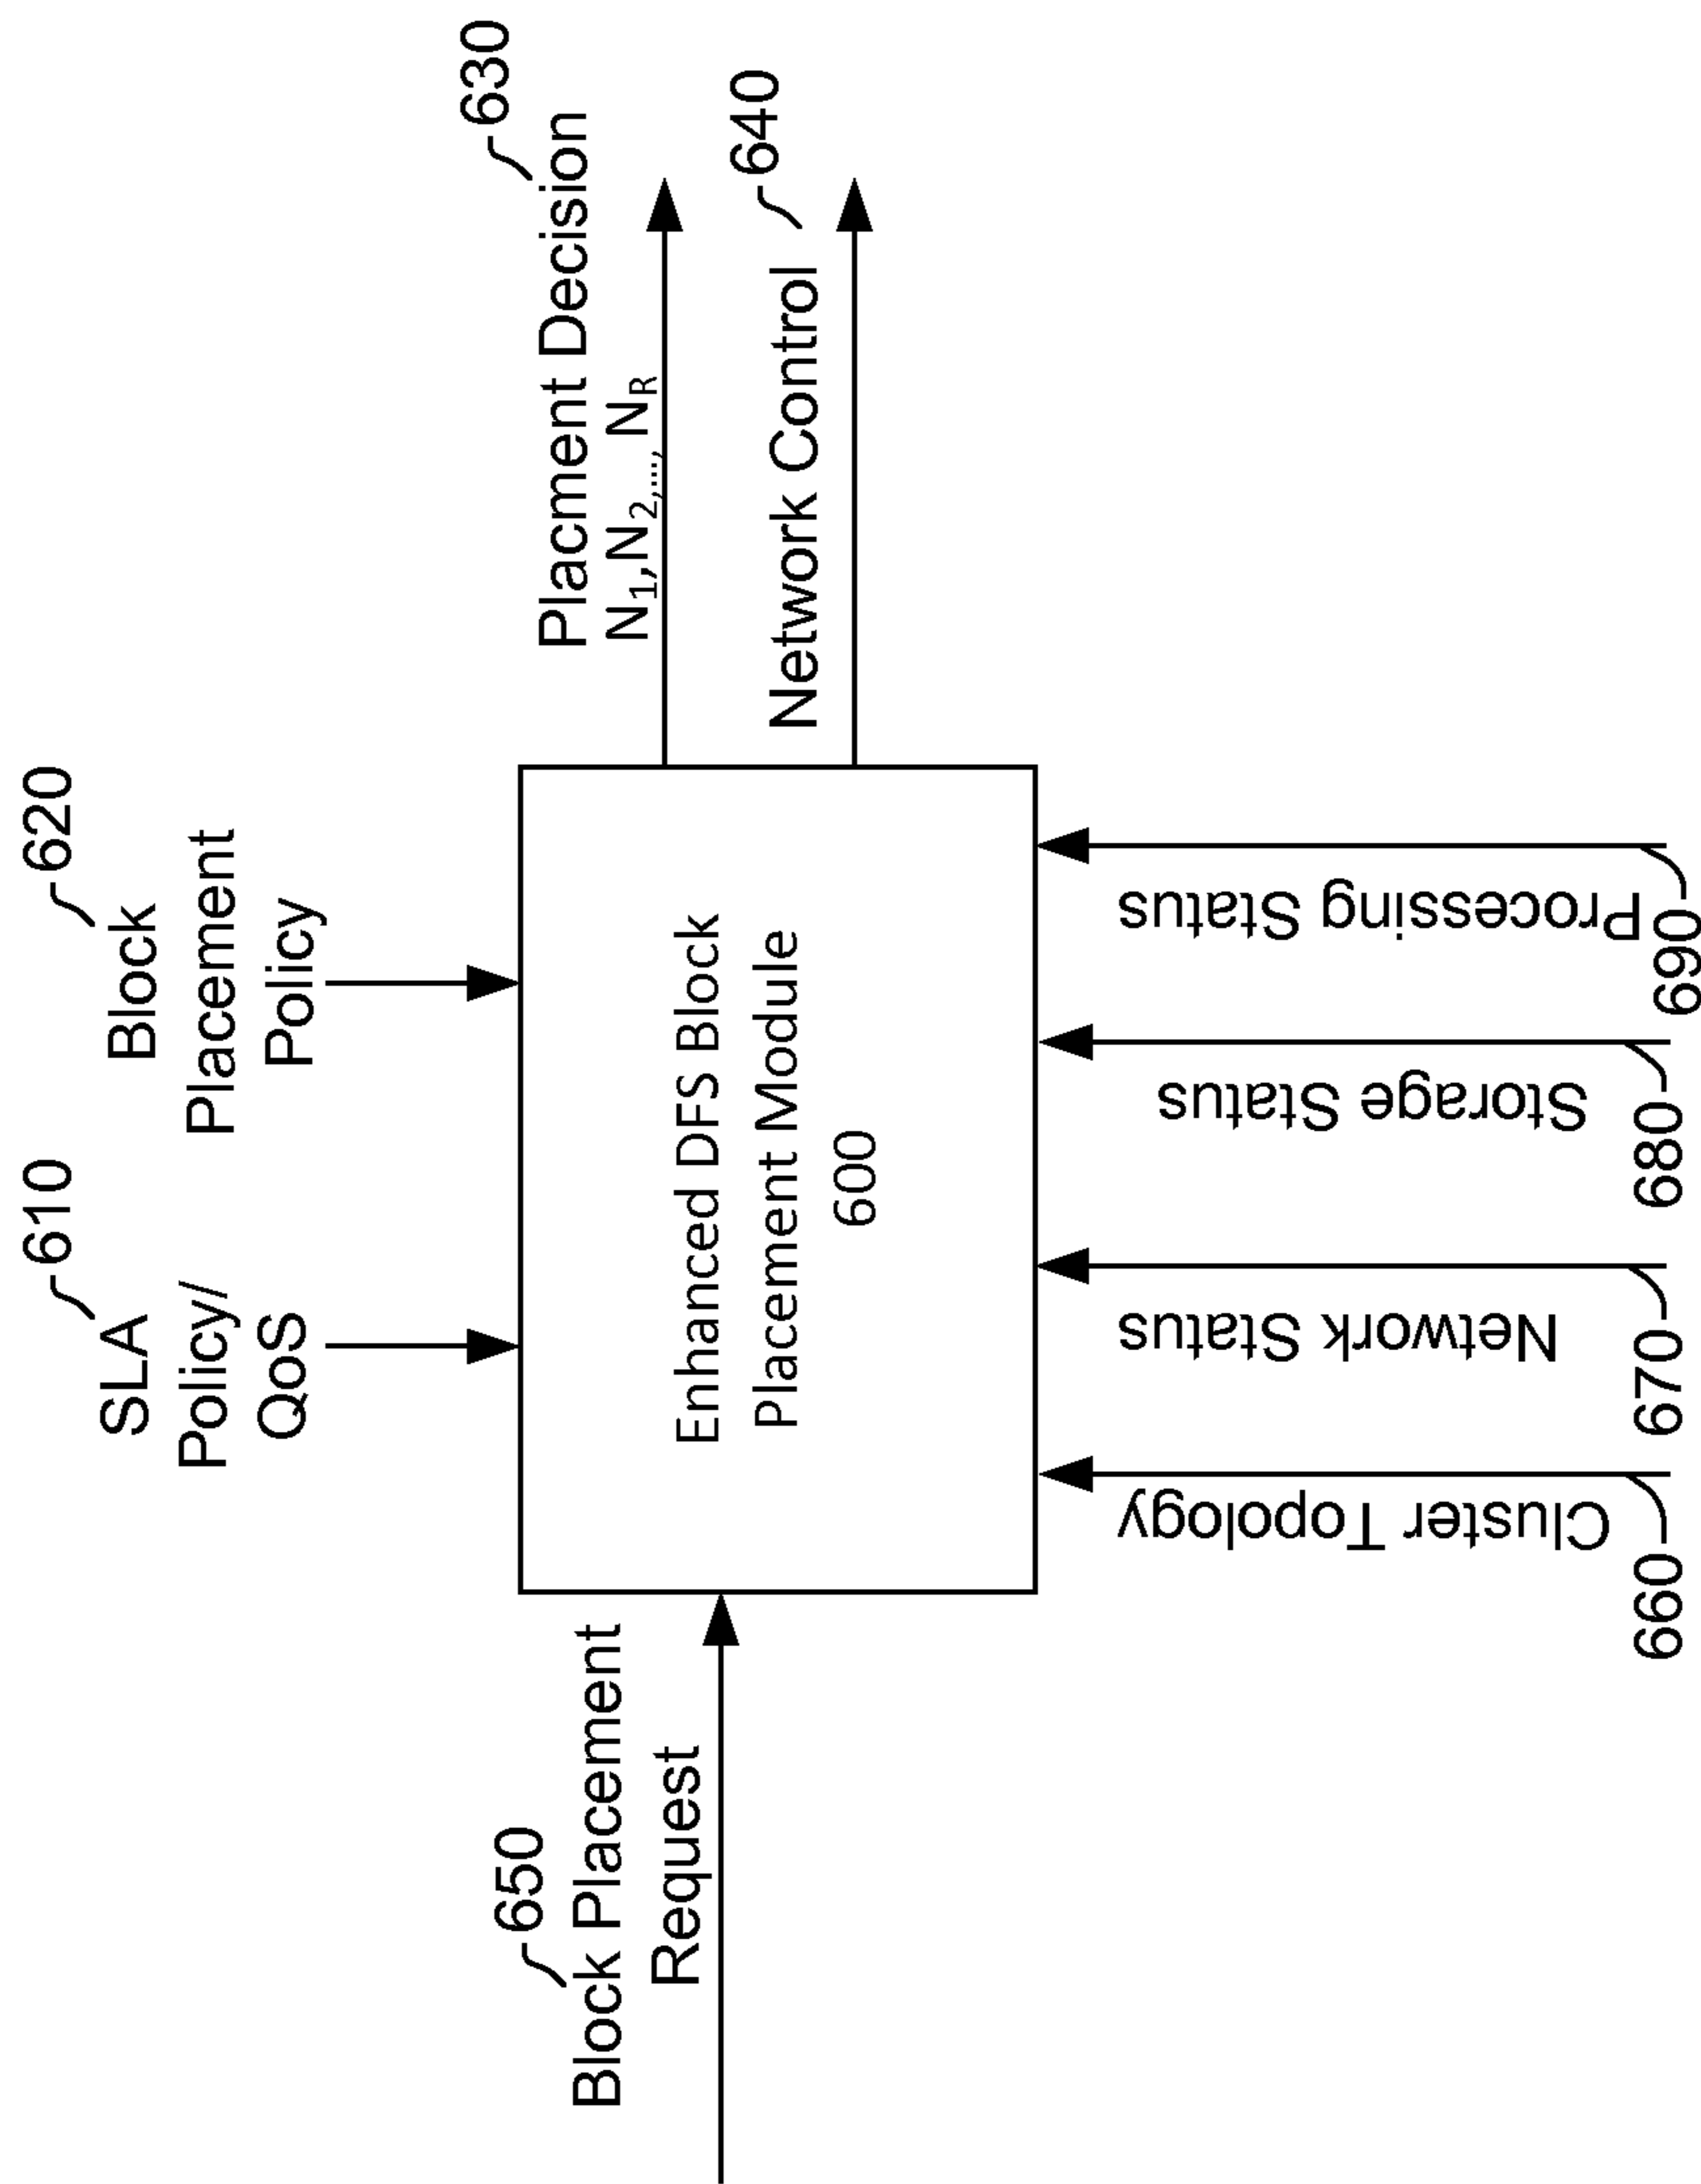 610
SLA
Policy/
QoS
620
Block
Placement
Policy
650
Block Placement
Request
Enhanced DFS Block
Placement Module
600
630
Placment Decision
N1,N2,..., NR
640
Network Control
Cluster Topology
660
Network Status
670
Storage Status
680
Processing Status
690